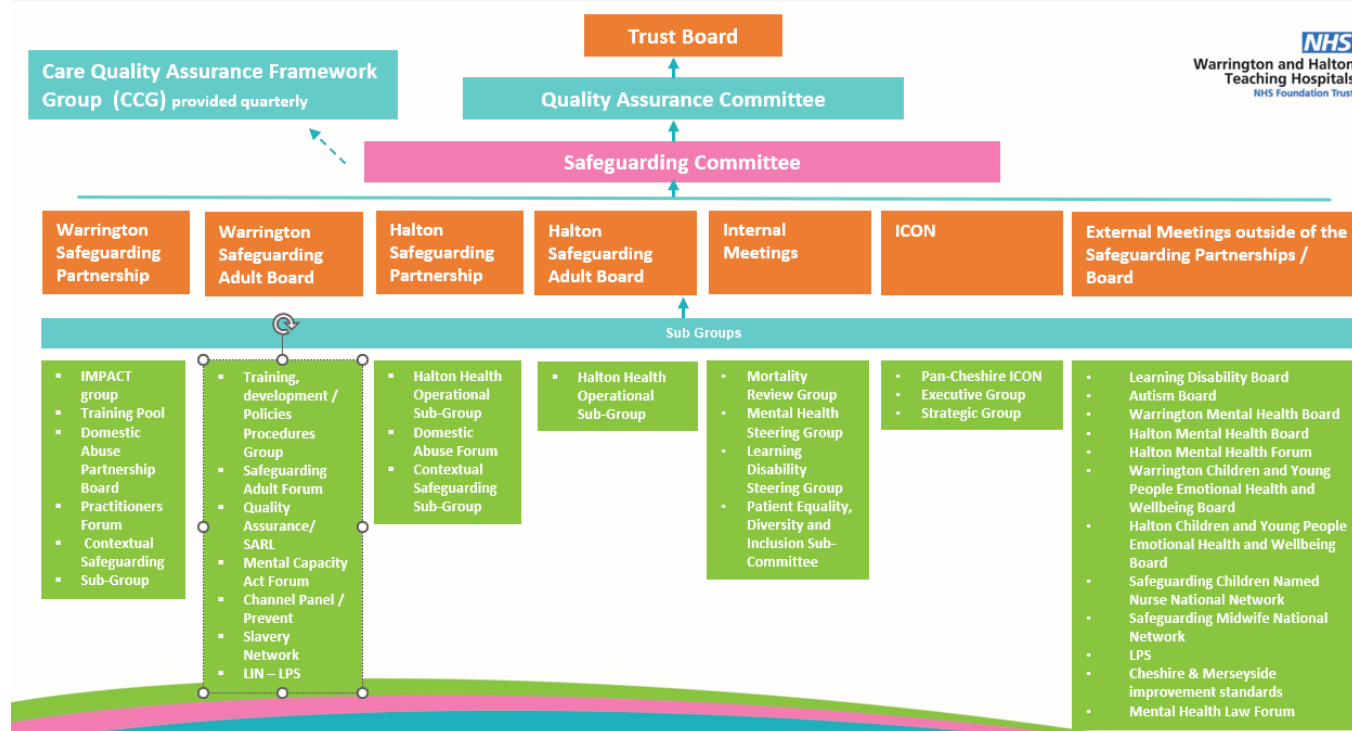 Trust Board
NHS
Warrington and Halton
Teaching Hospitals
NHS Foundation Trust
Care Quality Assurance Framework
Group (CCG) provided quarterly
Quality Assurance Committee
Safeguarding Committee
Warrington
Safeguarding
Partnership
Warrington
Safeguarding
Adult Board
Halton
Safeguarding
Partnership
Halton
Safeguarding
Adult Board
Internal
Meetings
ICON
External Meetings outside of the
Safeguarding Partnerships /
Board
Sub Groups
▪ IMPACT
group
▪ Training Pool
▪ Domestic
Abuse
Partnership
Board
▪ Practitioners
Forum
▪ Contextual
Safeguarding
▪ Sub-Group
▪ Training,
development /
Policies
Procedures
Group
▪ Safeguarding
Adult Forum
▪ Quality
Assurance/
SARL
▪ Mental Capacity
Act Forum
▪ Channel Panel /
Prevent
▪ Slavery
Network
▪ LIN – LPS
▪ Halton Health
Operational
Sub-Group
▪ Domestic
Abuse Forum
▪ Contextual
Safeguarding
Sub-Group
▪ Halton Health
Operational
Sub-Group
• Mortality
Review Group
• Mental Health
Steering Group
• Learning
Disability
Steering Group
• Patient Equality,
Diversity and
Inclusion Sub-
Committee
• Pan-Cheshire ICON
• Executive Group
• Strategic Group
• Learning Disability Board
• Autism Board
• Warrington Mental Health Board
• Halton Mental Health Board
• Halton Mental Health Forum
• Warrington Children and Young
People Emotional Health and
Wellbeing Board
• Halton Children and Young People
Emotional Health and Wellbeing
Board
• Safeguarding Children Named
Nurse National Network
• Safeguarding Midwife National
Network
• LPS
• Cheshire & Merseyside
improvement standards
• Mental Health Law Forum